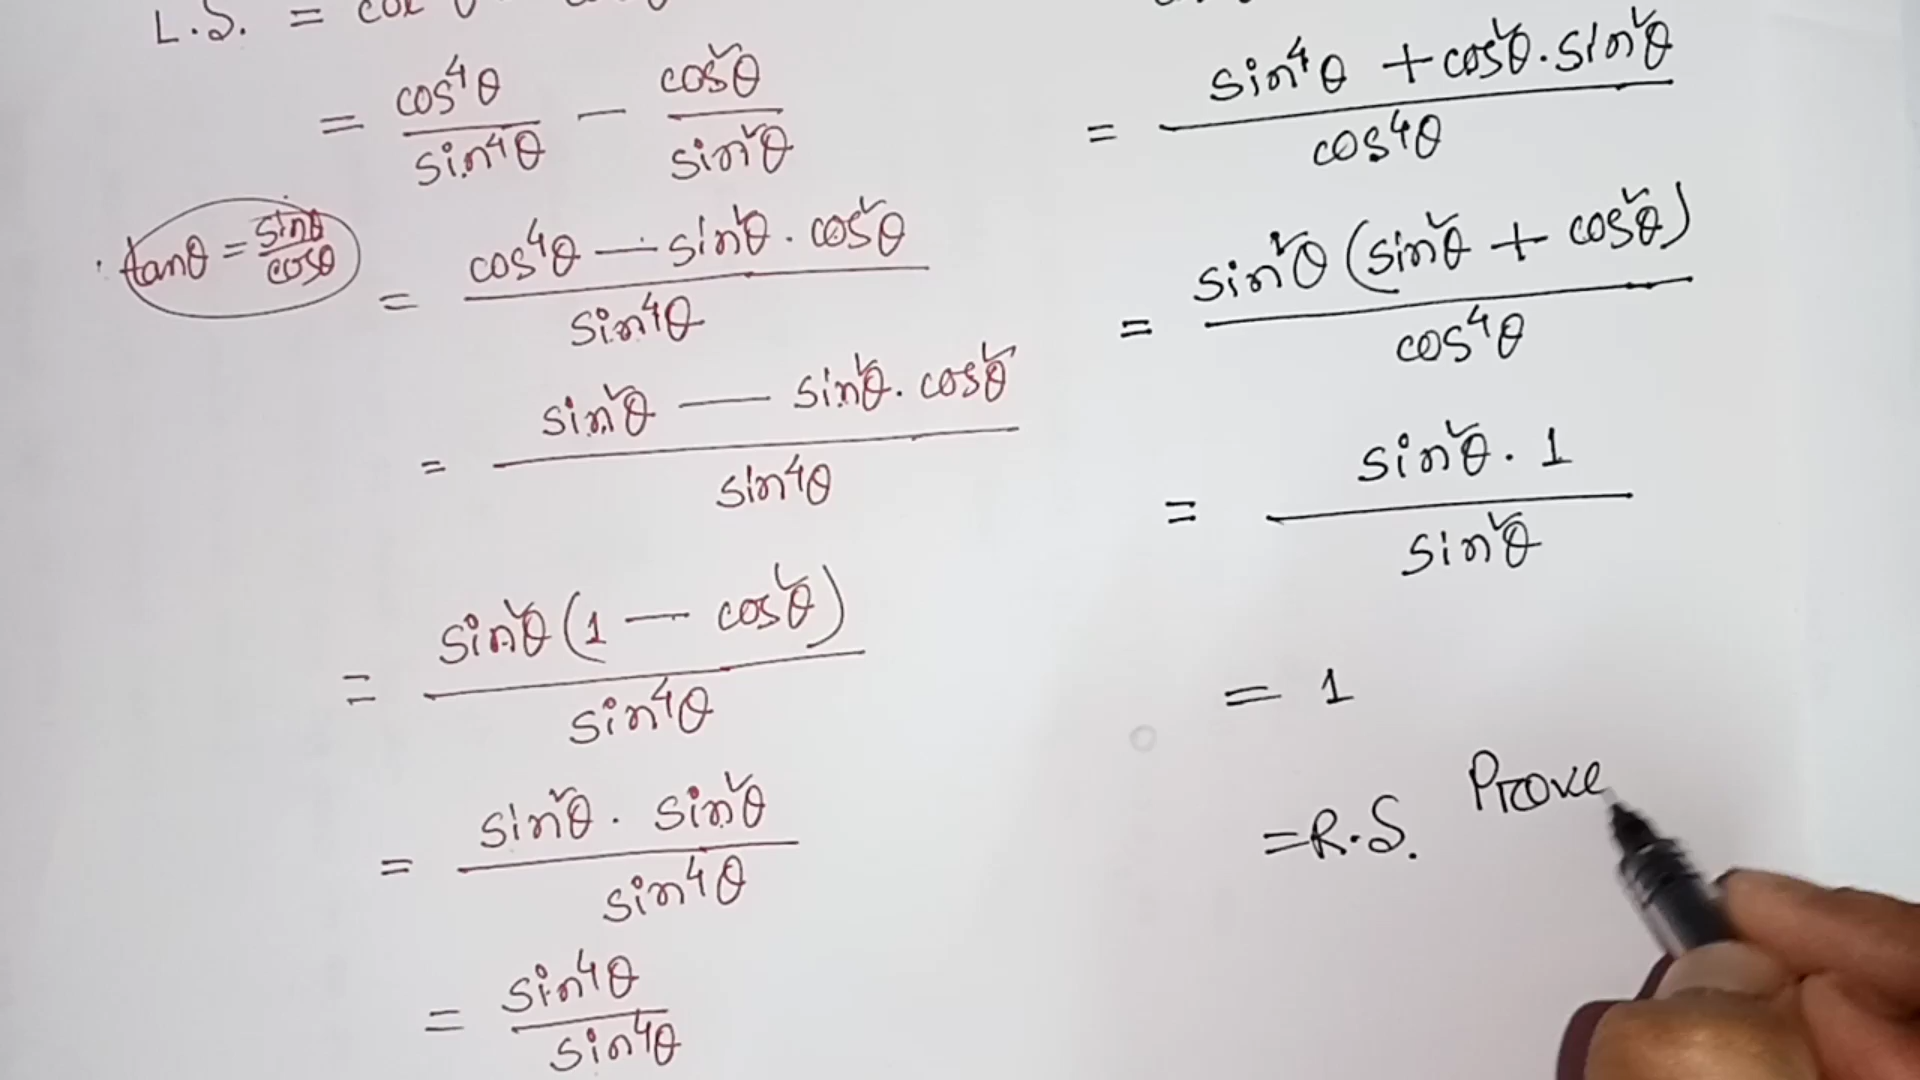 L.S. = cot
= cos⁴θ/sin⁴θ — cos²θ/sin²θ
tanθ = sinθ/cosθ
= (cos⁴θ — sin²θ . cos²θ)/sin⁴θ
= (sin²θ — sin²θ . cos²θ)/sin⁴θ
= sin²θ(1 — cos²θ)/sin⁴θ
= sin²θ . sin²θ/sin⁴θ
= sin⁴θ/sin⁴θ
= (sin⁴θ + cos²θ . sin²θ)/cos⁴θ
= sin²θ(sin²θ + cos²θ)/cos⁴θ
= sin²θ . 1/sin²θ
= 1
=R.S. Prove